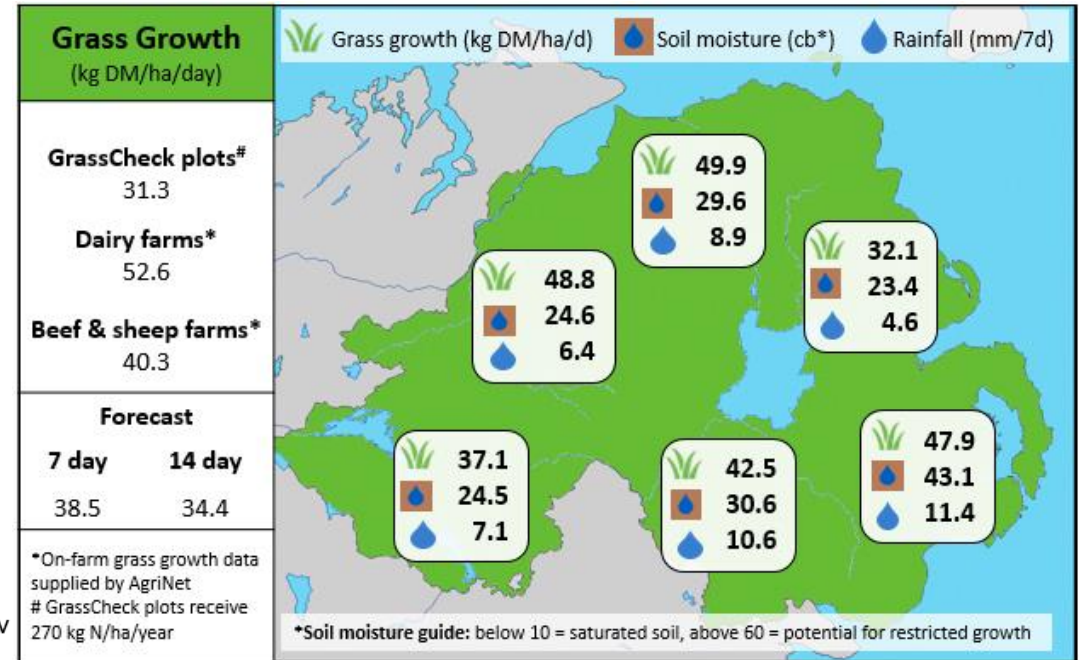 Grass Growth
(kg DM/ha/day)
GrassCheck plots#
31.3
Dairy farms*
52.6
Beef & sheep farms*
40.3
Forecast
7 day 14 day
38.5 34.4
*On-farm grass growth data
supplied by AgriNet
# GrassCheck plots receive
270 kg N/ha/year
v
Grass growth (kg DM/ha/d) Soil moisture (cb*) Rainfall (mm/7d)
49.9
29.6
8.9
32.1
23.4
4.6
48.8
24.6
6.4
37.1
24.5
7.1
42.5
30.6
10.6
47.9
43.1
11.4
*Soil moisture guide: below 10 = saturated soil, above 60 = potential for restricted growth